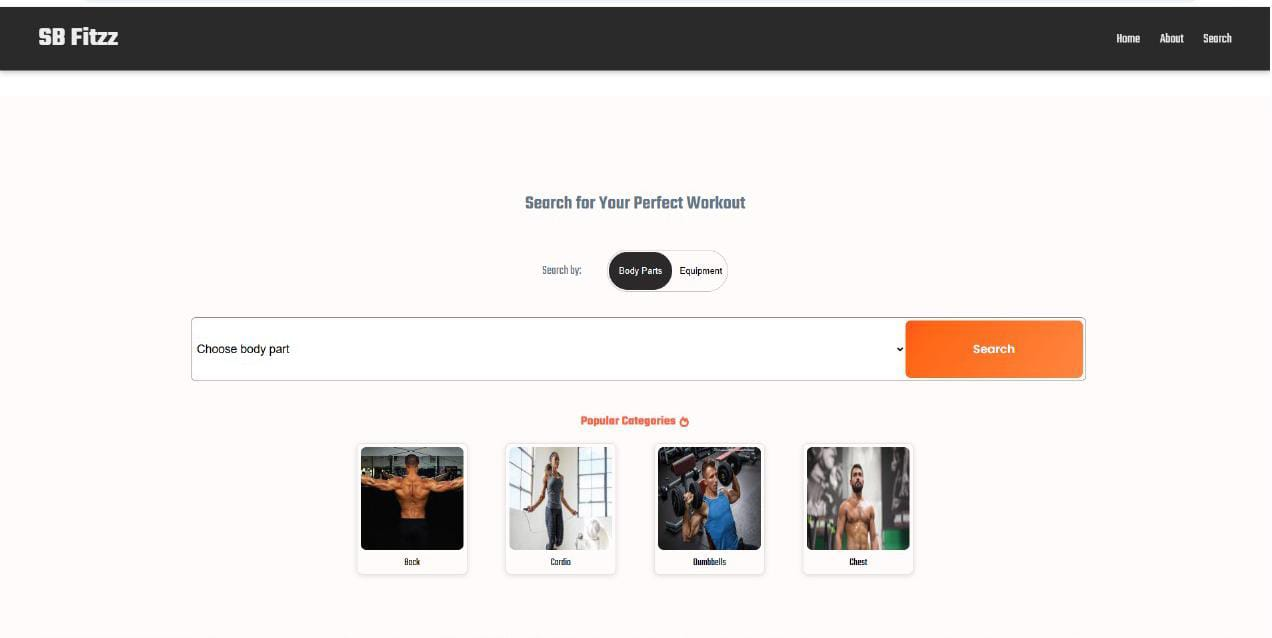 SB Fitzz
Home About Search
Search for Your Perfect Workout
Search by: Body Parts Equipment
Choose body part Search
Popular Categories
Back Cardio Dumbbells Chest